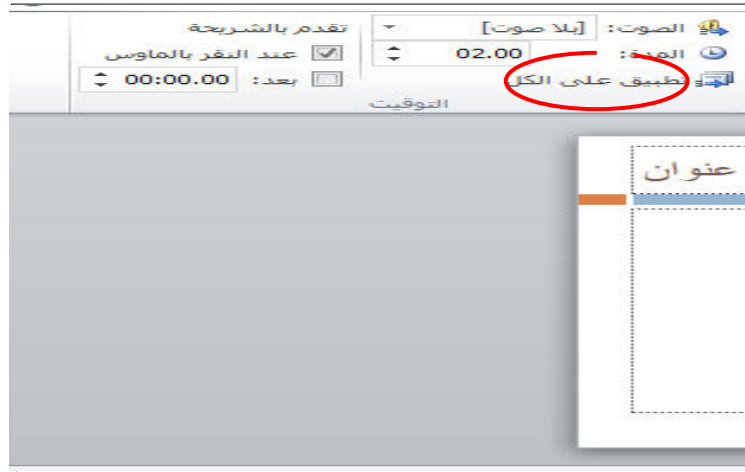 الصوت: [بلا صوت]
المدة: 02.00
تطبيق على الكل
تقدم بالشريحة
عند النقر بالماوس
بعد: 00:00.00
التوقيت
عنوان